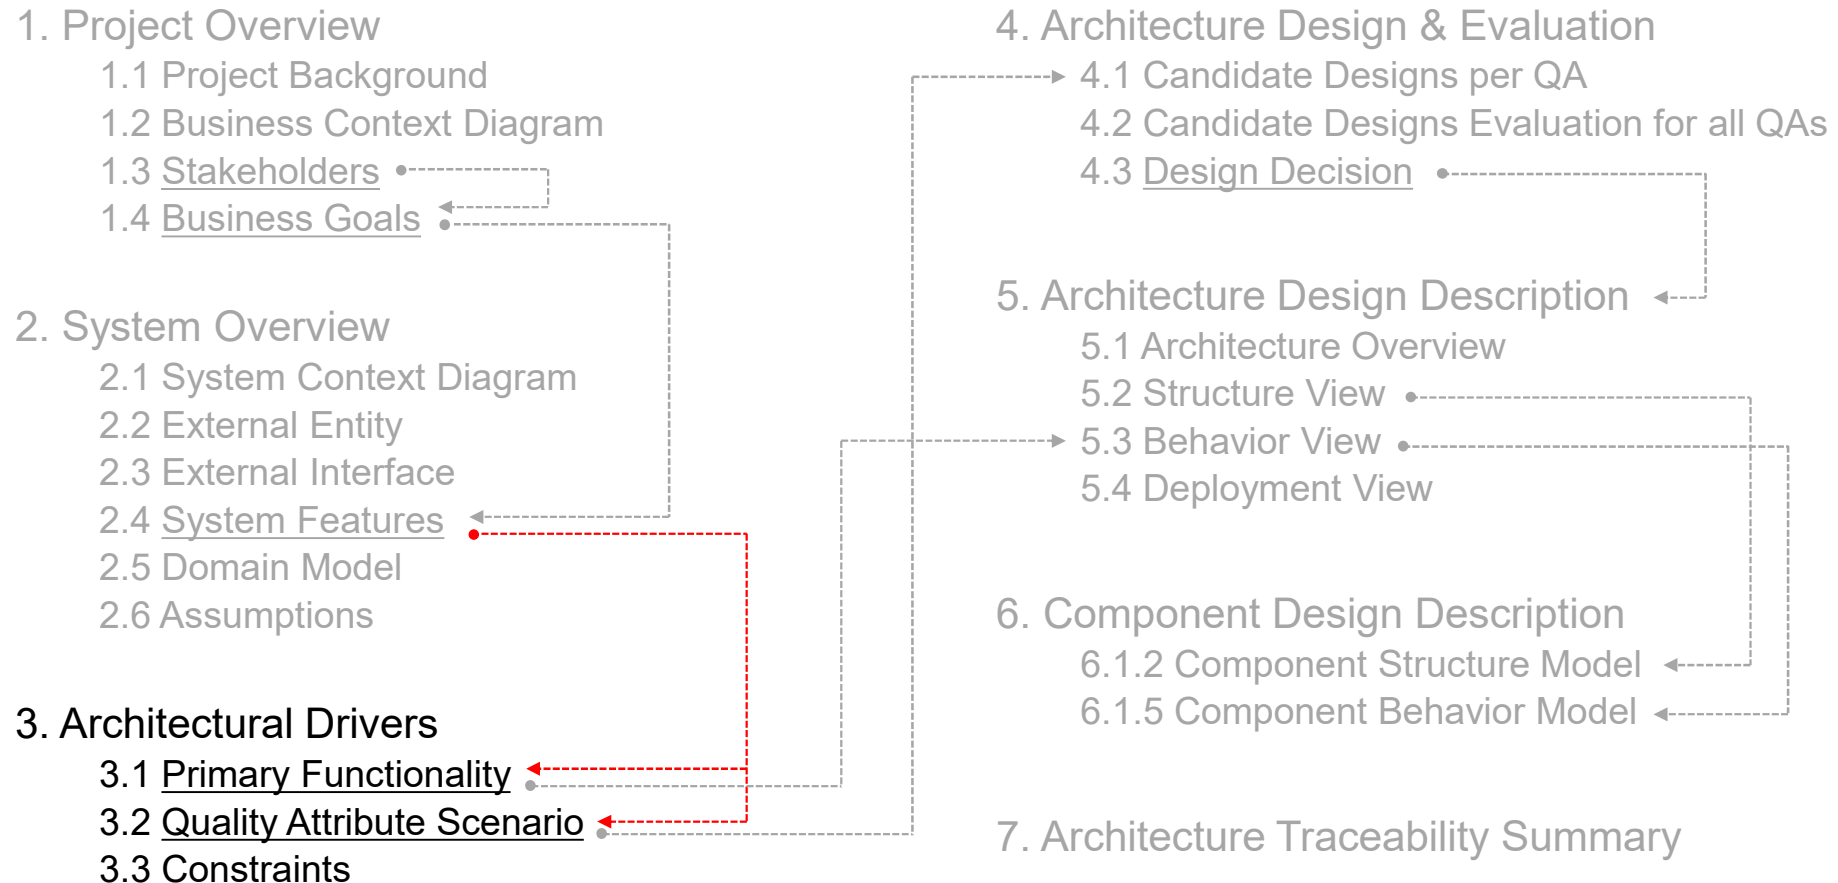 1. Project Overview
1.1 Project Background
1.2 Business Context Diagram
1.3 Stakeholders
1.4 Business Goals
2. System Overview
2.1 System Context Diagram
2.2 External Entity
2.3 External Interface
2.4 System Features
2.5 Domain Model
2.6 Assumptions
3. Architectural Drivers
3.1 Primary Functionality
3.2 Quality Attribute Scenario
3.3 Constraints
4. Architecture Design & Evaluation
4.1 Candidate Designs per QA
4.2 Candidate Designs Evaluation for all QAs
4.3 Design Decision
5. Architecture Design Description
5.1 Architecture Overview
5.2 Structure View
5.3 Behavior View
5.4 Deployment View
6. Component Design Description
6.1.2 Component Structure Model
6.1.5 Component Behavior Model
7. Architecture Traceability Summary